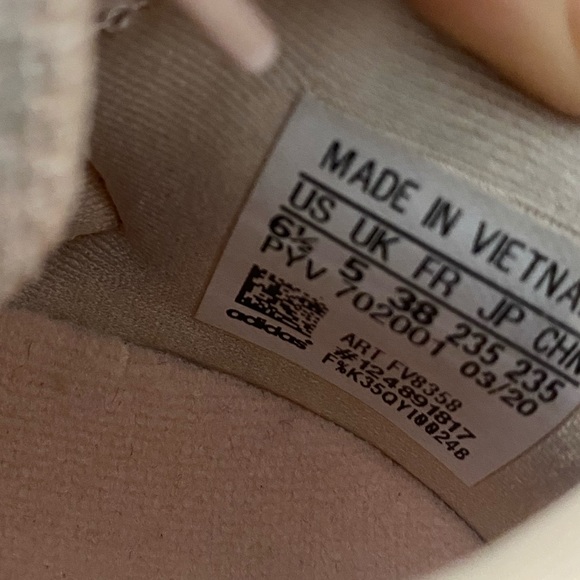 MADE IN VIETNA
US UK FR JP CHN
6½ 5 38 235 235
PYV 702001 03/20
adidas
ART FV8358
#124891817
F%K35QYI00248